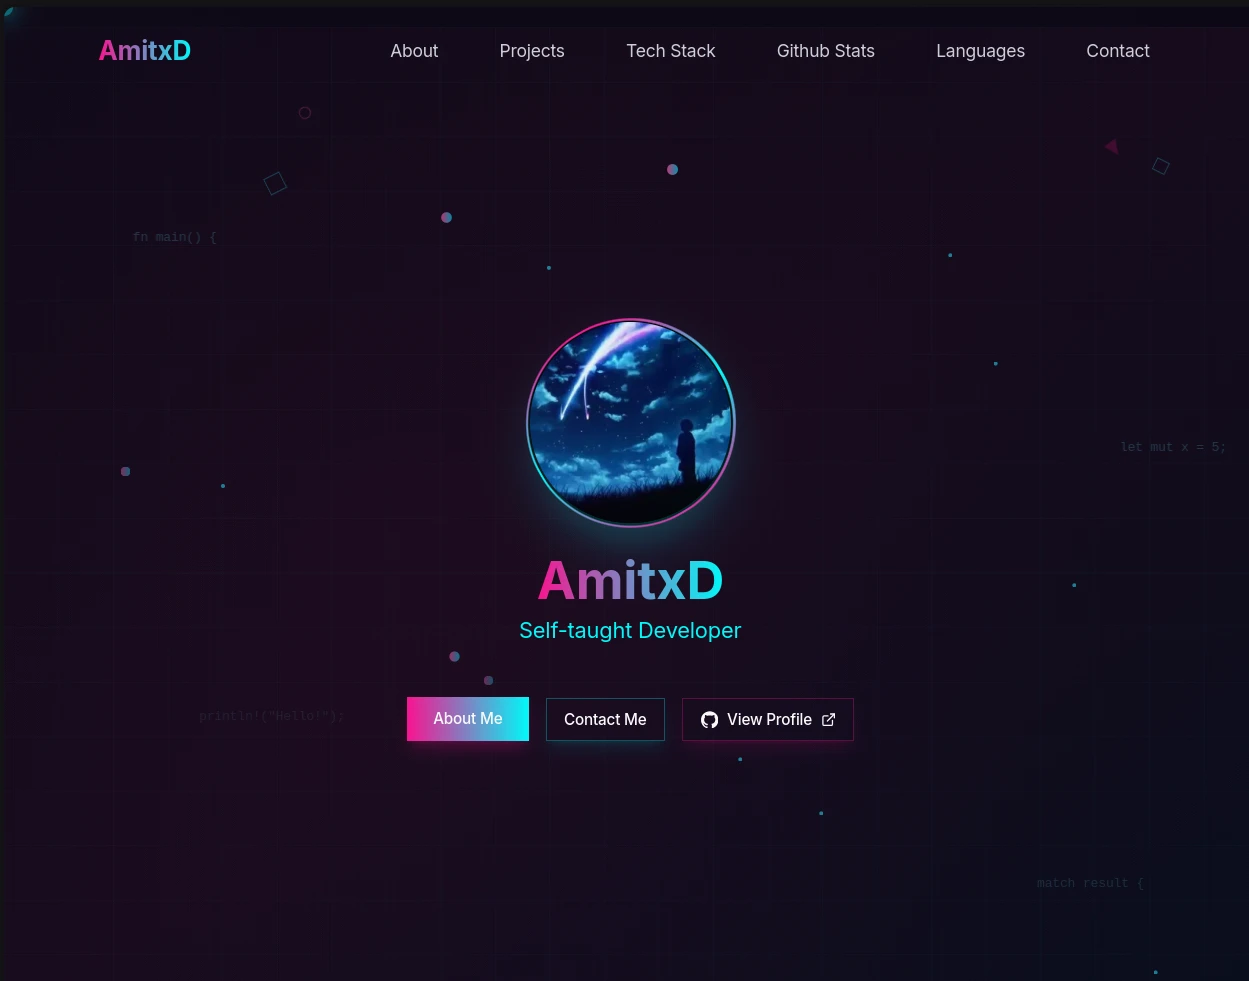 AmitxD
About
Projects
Tech Stack
Github Stats
Languages
Contact
fn main() {
let mut x = 5;
AmitxD
Self-taught Developer
println!("Hello!");
About Me
Contact Me
View Profile
match result {